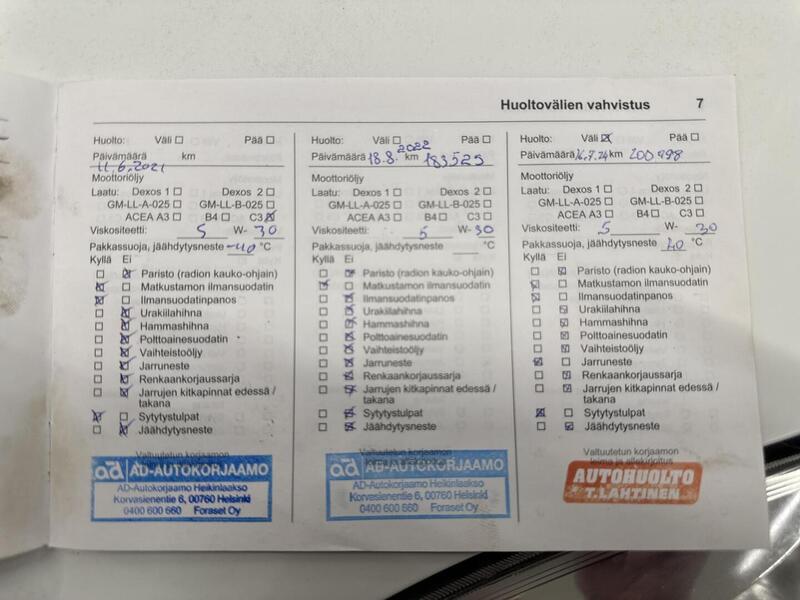 Huoltovälien vahvistus 7
Huolto: Väli Pää
Päivämäärä km
11.6.2021
Moottoriöljy
Laatu: Dexos 1 Dexos 2
GM-LL-A-025 GM-LL-B-025
ACEA A3 B4 C3
Viskositeetti: 5 W-30
Pakkassuoja, jäähdytysneste -40 °C
Kyllä Ei
Paristo (radion kauko-ohjain)
Matkustamon ilmansuodatin
Ilmansuodatinpanos
Urakiilahihna
Hammashihna
Polttoainesuodatin
Vaihteistoöljy
Jarruneste
Renkaankorjaussarja
Jarrujen kitkapinnat edessä /
takana
Sytytystulpat
Jäähdytysneste
Valtuutetun korjaamon
ad AD-AUTOKORJAAMO
AD-Autokorjaamo Heikinlaakso
Korvasienentie 6, 00760 Helsinki
0400 600 660 Foraset Oy
Huolto: Väli Pää
Päivämäärä 18.8.2022 km 183525
Moottoriöljy
Laatu: Dexos 1 Dexos 2
GM-LL-A-025 GM-LL-B-025
ACEA A3 B4 C3
Viskositeetti: 5 W-30
Pakkassuoja, jäähdytysneste °C
Kyllä Ei
Paristo (radion kauko-ohjain)
Matkustamon ilmansuodatin
Ilmansuodatinpanos
Urakiilahihna
Hammashihna
Polttoainesuodatin
Vaihteistoöljy
Jarruneste
Renkaankorjaussarja
Jarrujen kitkapinnat edessä /
takana
Sytytystulpat
Jäähdytysneste
Valtuutetun korjaamon
ad AD-AUTOKORJAAMO
AD-Autokorjaamo Heikinlaakso
Korvasienentie 6, 00760 Helsinki
0400 600 660 Foraset Oy
Huolto: Väli Pää
Päivämäärä 16.7.24 km 200998
Moottoriöljy
Laatu: Dexos 1 Dexos 2
GM-LL-A-025 GM-LL-B-025
ACEA A3 B4 C3
Viskositeetti: 5 W- 30
Pakkassuoja, jäähdytysneste 40 °C
Kyllä Ei
Paristo (radion kauko-ohjain)
Matkustamon ilmansuodatin
Ilmansuodatinpanos
Urakiilahihna
Hammashihna
Polttoainesuodatin
Vaihteistoöljy
Jarruneste
Renkaankorjaussarja
Jarrujen kitkapinnat edessä /
takana
Sytytystulpat
Jäähdytysneste
Valtuutetun korjaamon
leima ja allekirjoitus
AUTOHUOLTO
T. LAHTINEN